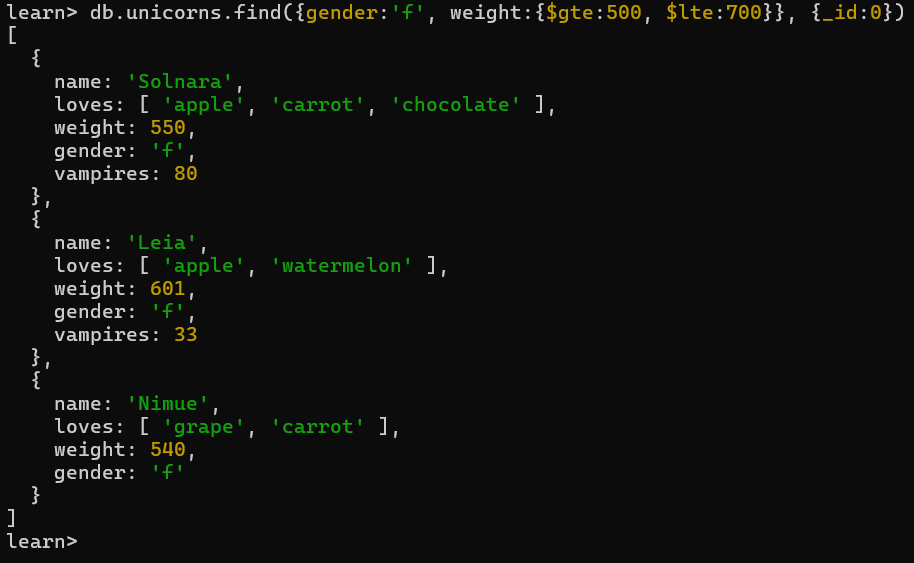 learn> db.unicorns.find({gender:'f', weight:{$gte:500, $lte:700}}, {_id:0})
[
  {
    name: 'Solnara',
    loves: [ 'apple', 'carrot', 'chocolate' ],
    weight: 550,
    gender: 'f',
    vampires: 80
  },
  {
    name: 'Leia',
    loves: [ 'apple', 'watermelon' ],
    weight: 601,
    gender: 'f',
    vampires: 33
  },
  {
    name: 'Nimue',
    loves: [ 'grape', 'carrot' ],
    weight: 540,
    gender: 'f'
  }
]
learn>